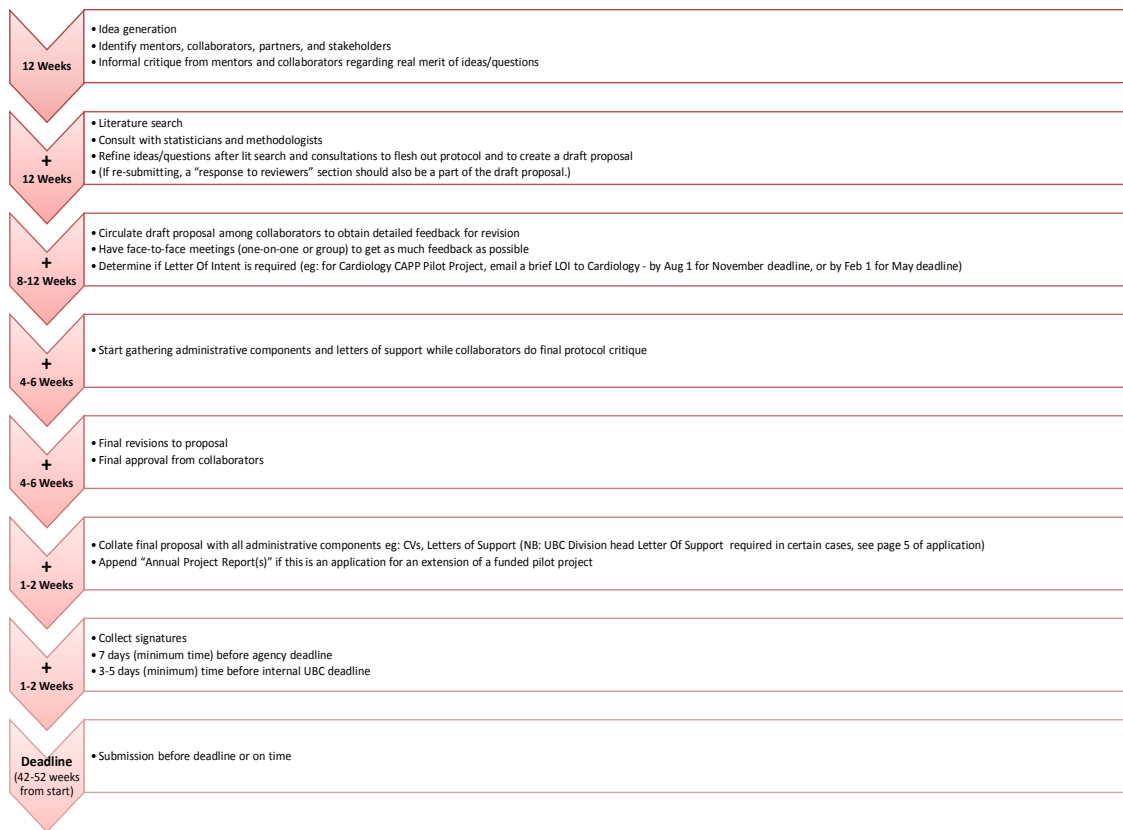 12 Weeks
• Idea generation
• Identify mentors, collaborators, partners, and stakeholders
• Informal critique from mentors and collaborators regarding real merit of ideas/questions
+
12 Weeks
• Literature search
• Consult with statisticians and methodologists
• Refine ideas/questions after lit search and consultations to flesh out protocol and to create a draft proposal
• (If re-submitting, a “response to reviewers” section should also be a part of the draft proposal.)
+
8-12 Weeks
• Circulate draft proposal among collaborators to obtain detailed feedback for revision
• Have face-to-face meetings (one-on-one or group) to get as much feedback as possible
• Determine if Letter Of Intent is required (eg: for Cardiology CAPP Pilot Project, email a brief LOI to Cardiology - by Aug 1 for November deadline, or by Feb 1 for May deadline)
+
4-6 Weeks
• Start gathering administrative components and letters of support while collaborators do final protocol critique
+
4-6 Weeks
• Final revisions to proposal
• Final approval from collaborators
+
1-2 Weeks
• Collate final proposal with all administrative components eg: CVs, Letters of Support (NB: UBC Division head Letter Of Support required in certain cases, see page 5 of application)
• Append “Annual Project Report(s)” if this is an application for an extension of a funded pilot project
+
1-2 Weeks
• Collect signatures
• 7 days (minimum time) before agency deadline
• 3-5 days (minimum) time before internal UBC deadline
Deadline
(42-52 weeks
from start)
• Submission before deadline or on time